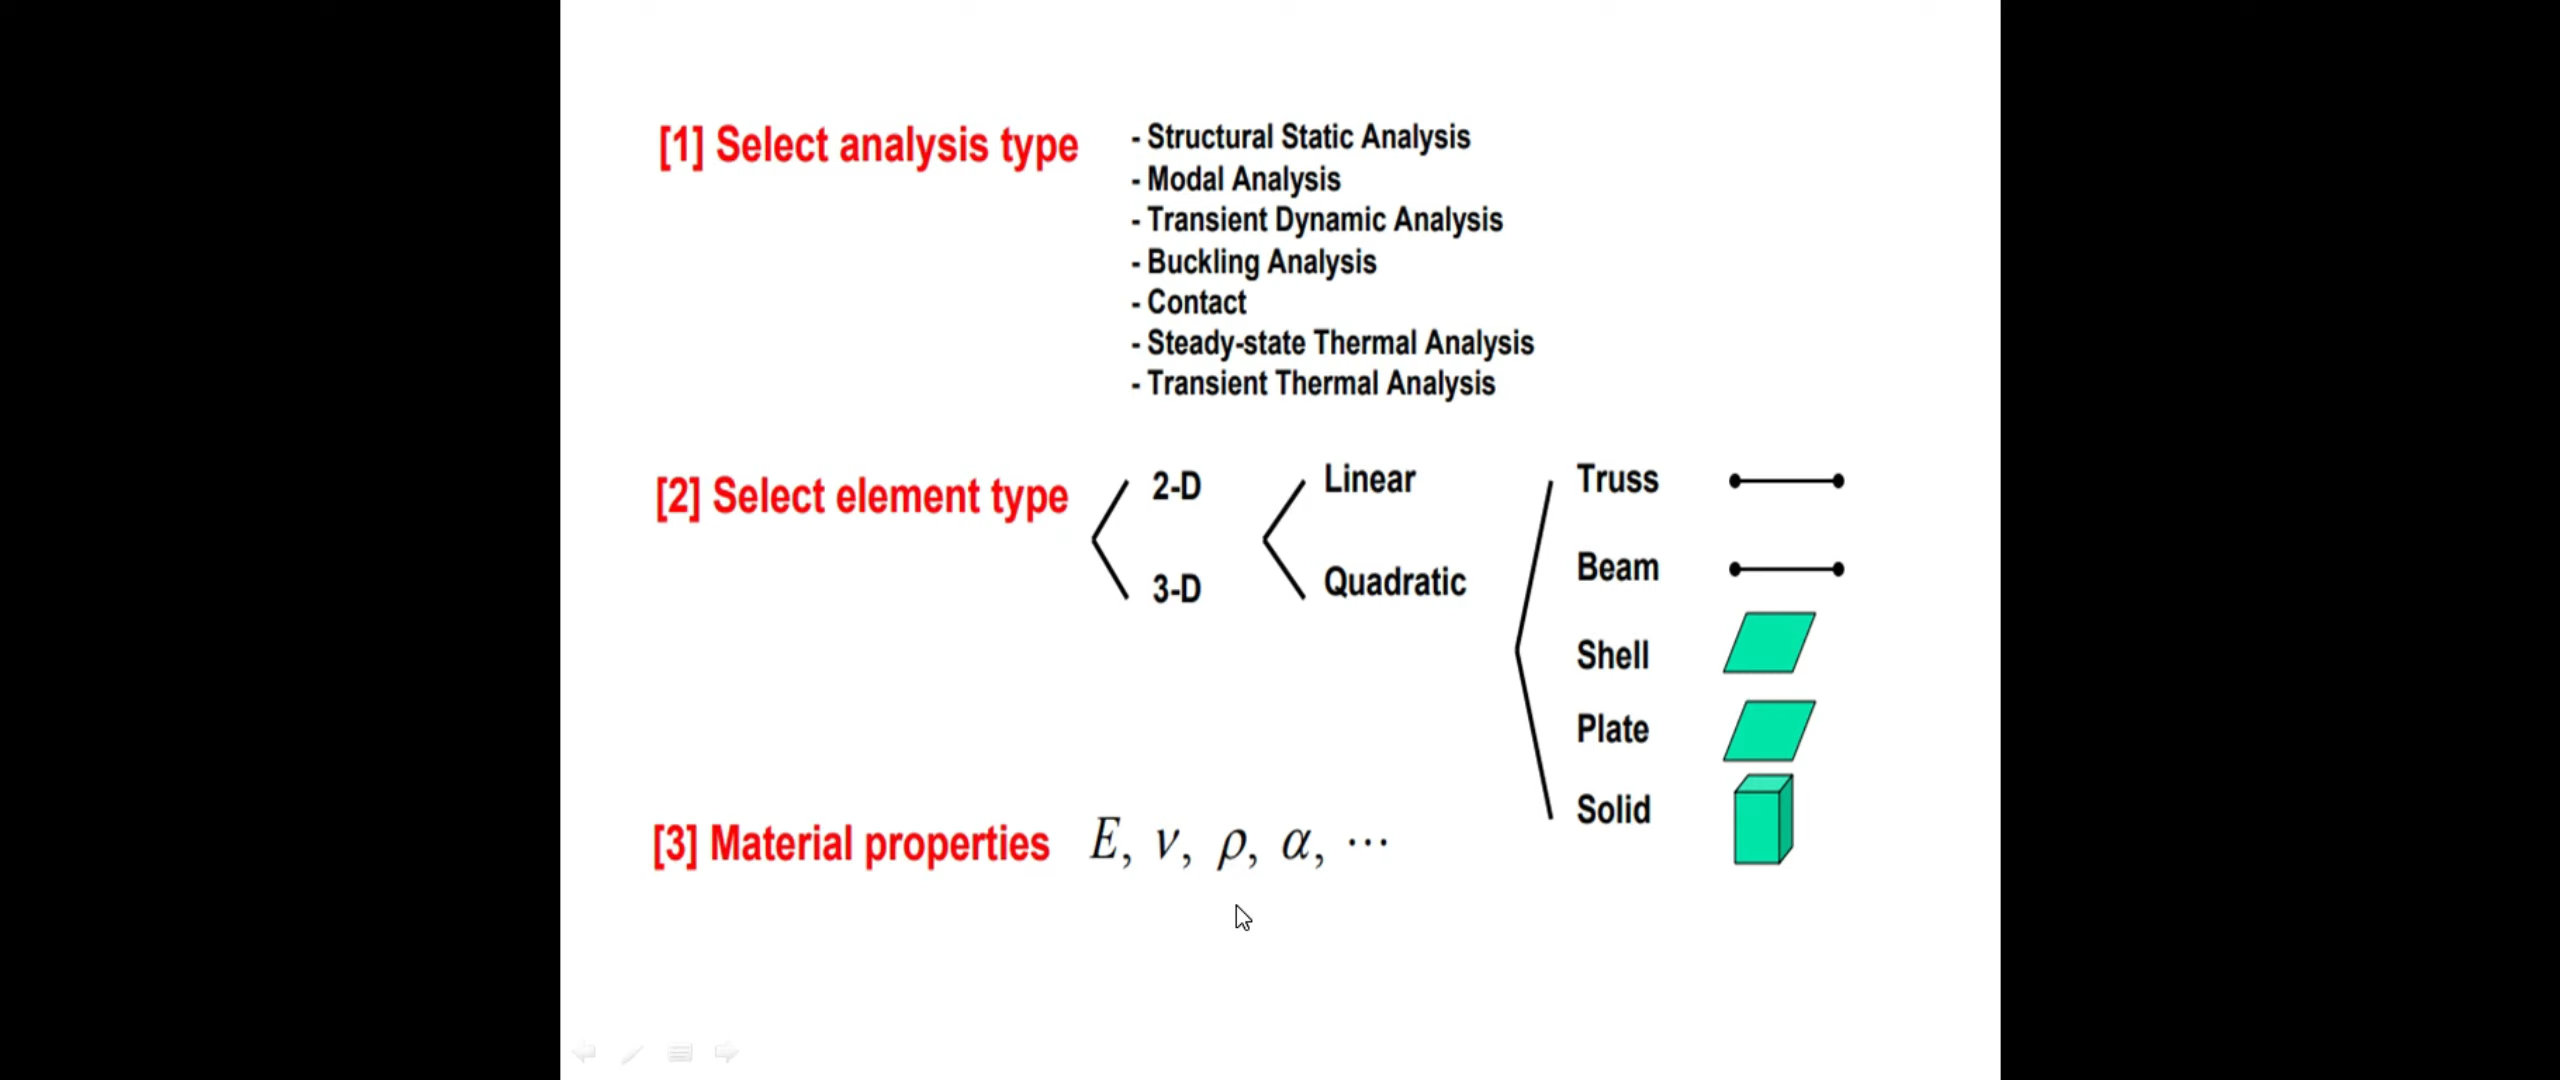 [1] Select analysis type
- Structural Static Analysis
- Modal Analysis
- Transient Dynamic Analysis
- Buckling Analysis
- Contact
- Steady-state Thermal Analysis
- Transient Thermal Analysis
[2] Select element type
2-D
3-D
Linear
Quadratic
Truss
Beam
Shell
Plate
Solid
[3] Material properties E, ν, ρ, α, ⋯